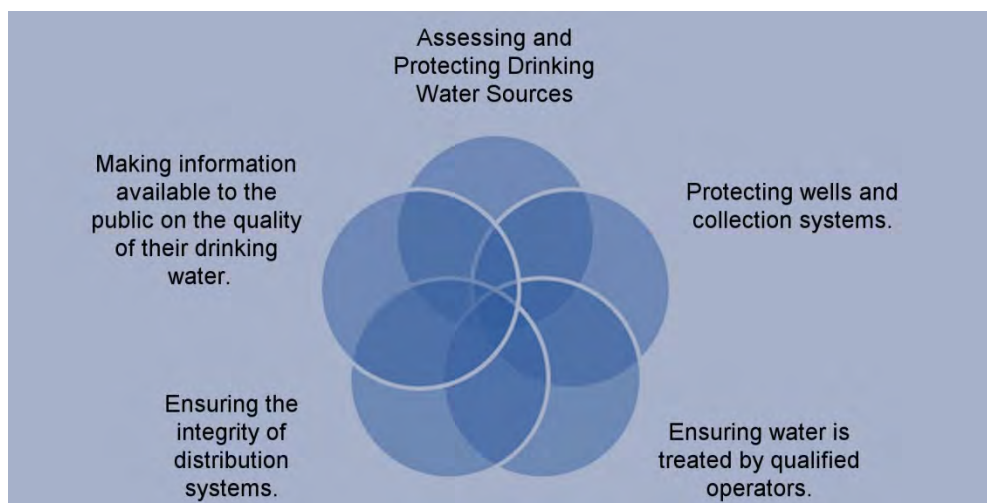 Assessing and
Protecting Drinking
Water Sources
Making information
available to the
public on the quality
of their drinking
water.
Protecting wells and
collection systems.
Ensuring the
integrity of
distribution
systems.
Ensuring water is
treated by qualified
operators.